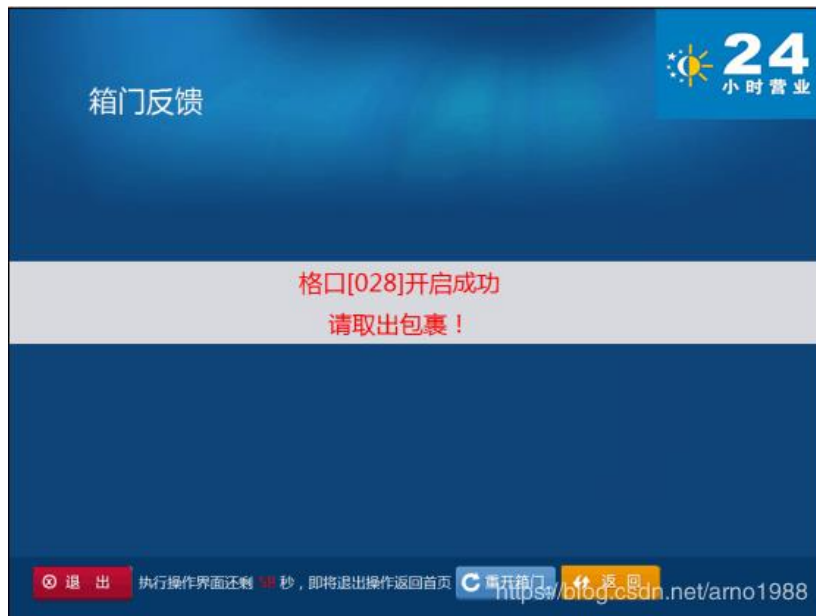 24
小时营业
箱门反馈
格口[028]开启成功
请取出包裹！
退 出 执行操作界面还剩 58 秒，即将退出操作返回首页 重开箱门 返 回
https://blog.csdn.net/arno1988